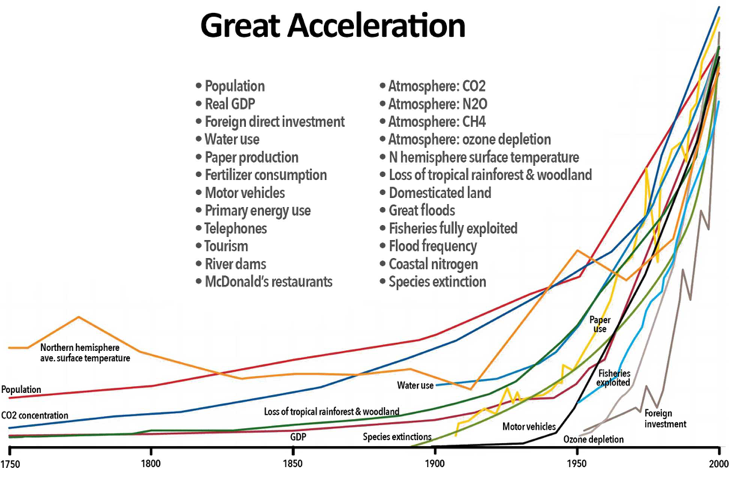 Great Acceleration
• Population
• Real GDP
• Foreign direct investment
• Water use
• Paper production
• Fertilizer consumption
• Motor vehicles
• Primary energy use
• Telephones
• Tourism
• River dams
• McDonald's restaurants
• Atmosphere: CO2
• Atmosphere: N2O
• Atmosphere: CH4
• Atmosphere: ozone depletion
• N hemisphere surface temperature
• Loss of tropical rainforest & woodland
• Domesticated land
• Great floods
• Fisheries fully exploited
• Flood frequency
• Coastal nitrogen
• Species extinction
Northern hemisphere
ave. surface temperature
Population
CO2 concentration
Loss of tropical rainforest & woodland
GDP
Species extinctions
Water use
Motor vehicles
Paper
use
Fisheries
exploited
Ozone depletion
Foreign
investment
1750
1800
1850
1900
1950
2000